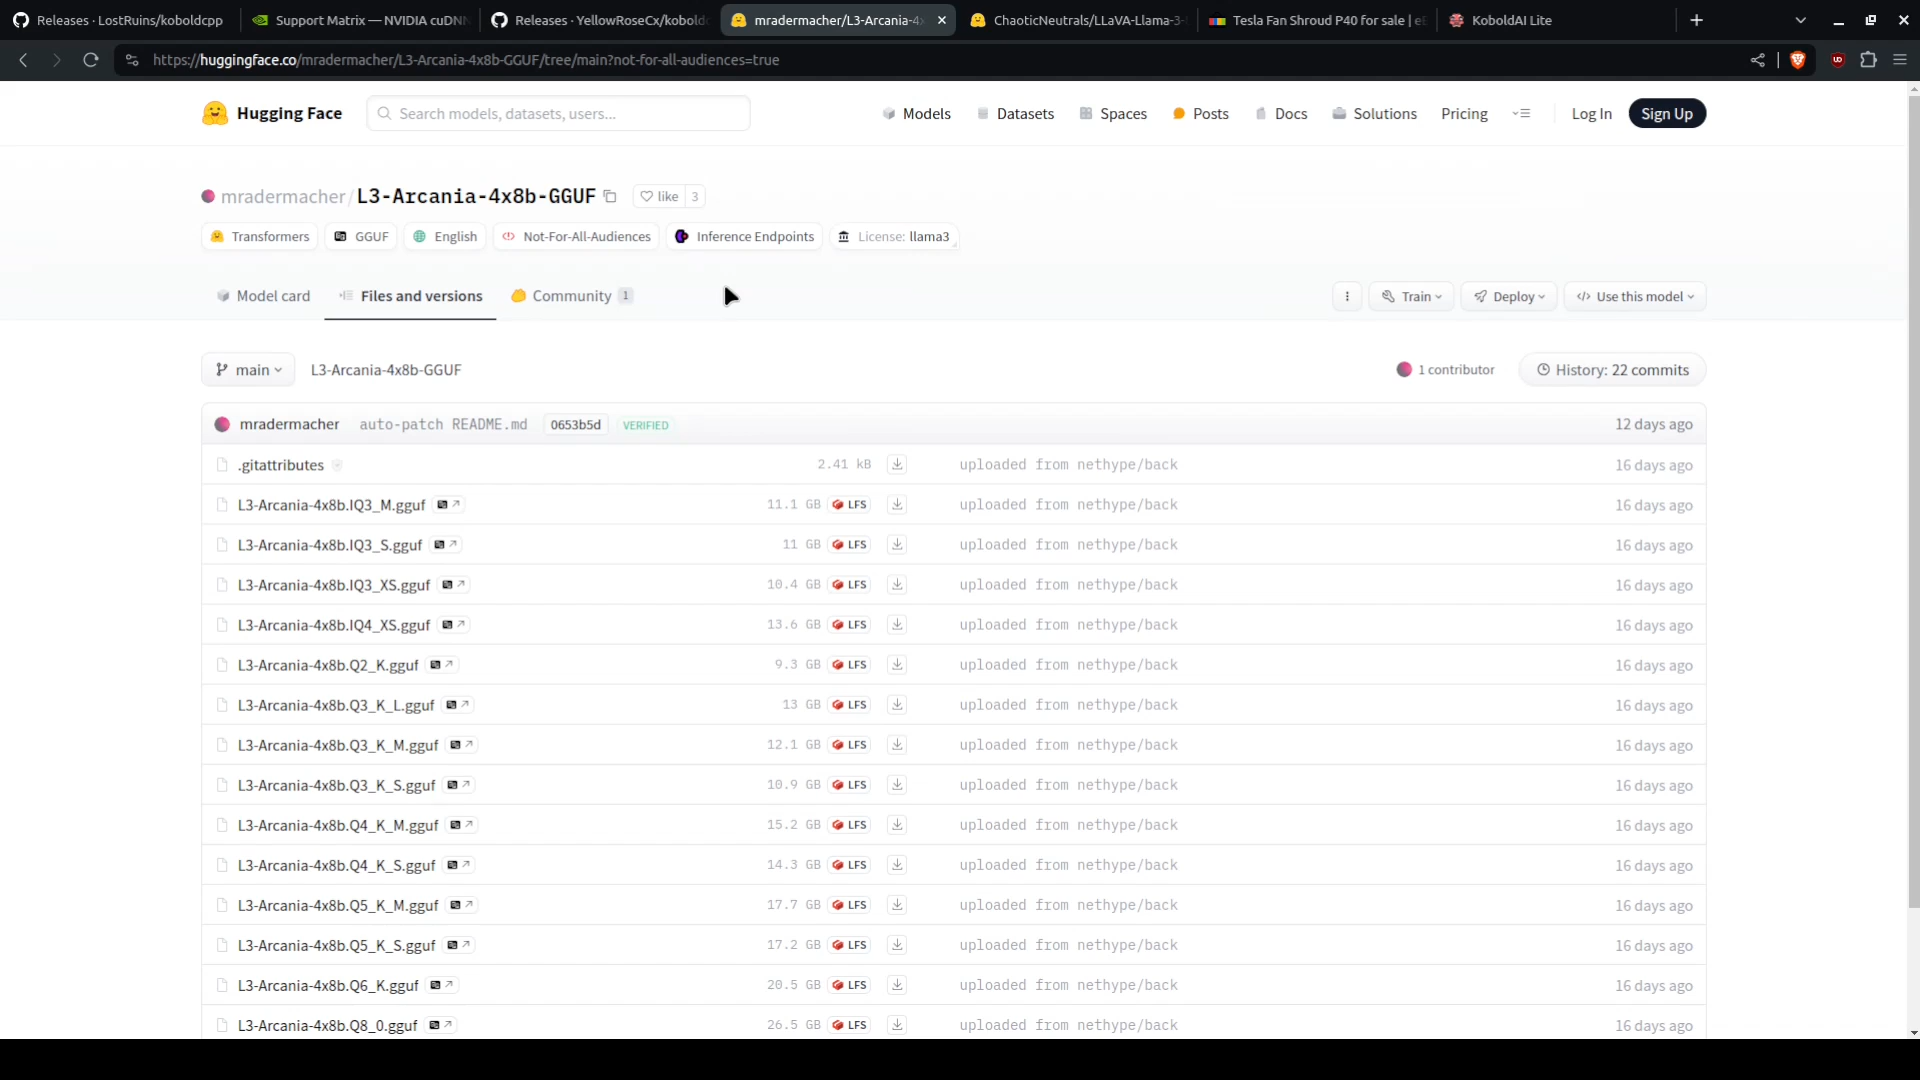 Releases · LostRuins/koboldcpp
Support Matrix — NVIDIA cuDNN
Releases · YellowRoseCx/kobold
mradermacher/L3-Arcania-4x
ChaoticNeutrals/LLaVA-Llama-3-
Tesla Fan Shroud P40 for sale | e
KoboldAI Lite
https://huggingface.co/mradermacher/L3-Arcania-4x8b-GGUF/tree/main?not-for-all-audiences=true
Hugging Face
Search models, datasets, users...
Models
Datasets
Spaces
Posts
Docs
Solutions
Pricing
Log In
Sign Up
mradermacher/L3-Arcania-4x8b-GGUF
like 3
Transformers
GGUF
English
Not-For-All-Audiences
Inference Endpoints
License: llama3
Model card
Files and versions
Community 1
Train
Deploy
Use this model
main
L3-Arcania-4x8b-GGUF
1 contributor
History: 22 commits
mradermacher auto-patch README.md 0653b5d VERIFIED 12 days ago
.gitattributes 2.41 kB uploaded from nethype/back 16 days ago
L3-Arcania-4x8b.IQ3_M.gguf 11.1 GB LFS uploaded from nethype/back 16 days ago
L3-Arcania-4x8b.IQ3_S.gguf 11 GB LFS uploaded from nethype/back 16 days ago
L3-Arcania-4x8b.IQ3_XS.gguf 10.4 GB LFS uploaded from nethype/back 16 days ago
L3-Arcania-4x8b.IQ4_XS.gguf 13.6 GB LFS uploaded from nethype/back 16 days ago
L3-Arcania-4x8b.Q2_K.gguf 9.3 GB LFS uploaded from nethype/back 16 days ago
L3-Arcania-4x8b.Q3_K_L.gguf 13 GB LFS uploaded from nethype/back 16 days ago
L3-Arcania-4x8b.Q3_K_M.gguf 12.1 GB LFS uploaded from nethype/back 16 days ago
L3-Arcania-4x8b.Q3_K_S.gguf 10.9 GB LFS uploaded from nethype/back 16 days ago
L3-Arcania-4x8b.Q4_K_M.gguf 15.2 GB LFS uploaded from nethype/back 16 days ago
L3-Arcania-4x8b.Q4_K_S.gguf 14.3 GB LFS uploaded from nethype/back 16 days ago
L3-Arcania-4x8b.Q5_K_M.gguf 17.7 GB LFS uploaded from nethype/back 16 days ago
L3-Arcania-4x8b.Q5_K_S.gguf 17.2 GB LFS uploaded from nethype/back 16 days ago
L3-Arcania-4x8b.Q6_K.gguf 20.5 GB LFS uploaded from nethype/back 16 days ago
L3-Arcania-4x8b.Q8_0.gguf 26.5 GB LFS uploaded from nethype/back 16 days ago